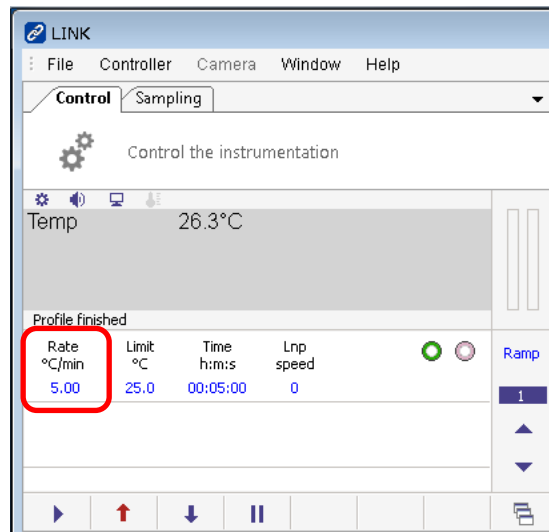 LINK
File Controller Camera Window Help
Control Sampling
Control the instrumentation
Temp 26.3°C
Profile finished
Rate Limit Time Lnp
°C/min °C h:m:s speed Ramp
5.00 25.0 00:05:00 0
1